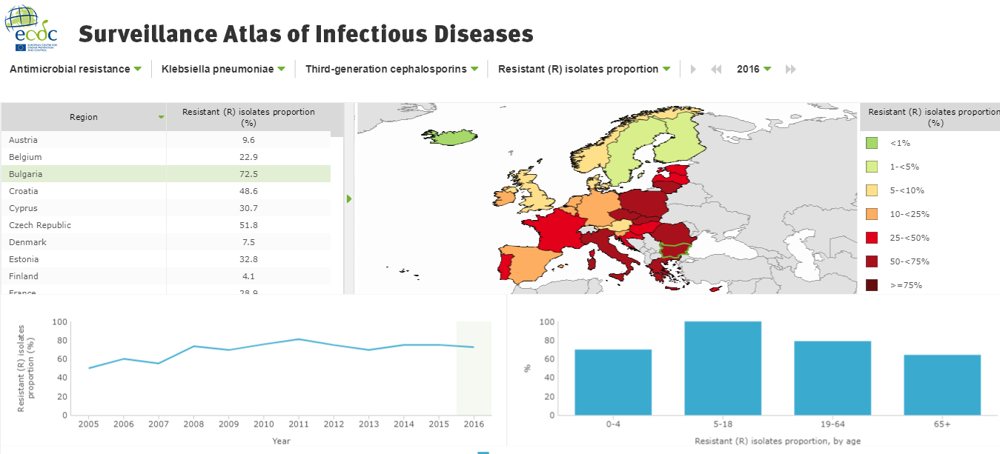 ecdc
EUROPEAN CENTRE FOR
DISEASE PREVENTION
AND CONTROL
Surveillance Atlas of Infectious Diseases
Antimicrobial resistance Klebsiella pneumoniae Third-generation cephalosporins Resistant (R) isolates proportion 2016
Region Resistant (R) isolates proportion
(%)
Austria 9.6
Belgium 22.9
Bulgaria 72.5
Croatia 48.6
Cyprus 30.7
Czech Republic 51.8
Denmark 7.5
Estonia 32.8
Finland 4.1
France 28.9
Resistant (R) isolates proportion
(%)
<1%
1-<5%
5-<10%
10-<25%
25-<50%
50-<75%
>=75%
Resistant (R) isolates
proportion (%)
100
80
60
40
20
0
2005 2006 2007 2008 2009 2010 2011 2012 2013 2014 2015 2016
Year
%
100
80
60
40
20
0
0-4 5-18 19-64 65+
Resistant (R) isolates proportion, by age